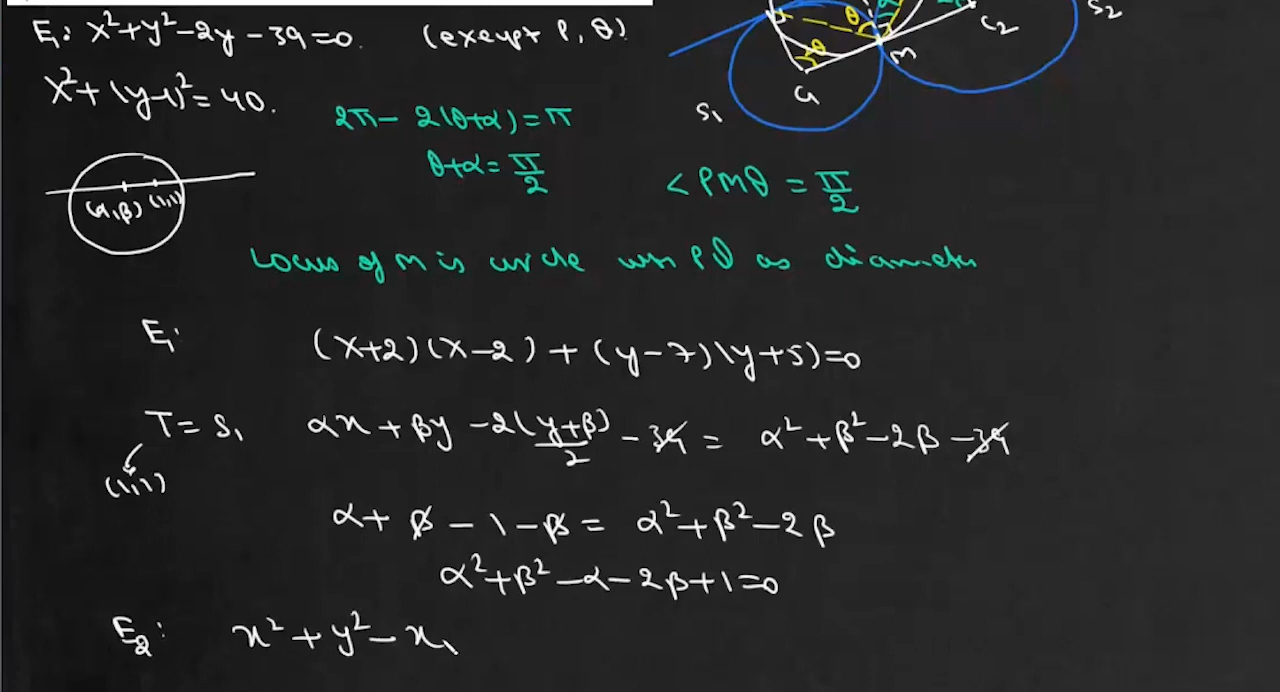 E₁: x²+y²-2y-39=0. (except P, Q)
x²+(y-1)²=40.
2π-2(θ+α)=π
θ+α=π/2
<PMQ = π/2
(α,β) (1,1)
θ α
θ
M
C₁
C₂
S₁
S₂
Locus of M is circle wh PQ as diameter
E₁: (x+2)(x-2)+(y-7)(y+5)=0
T=S₁ αx+βy-2(y+β)/2-39=α²+β²-2β-39
(1,1)
α+β-1-β=α²+β²-2β
α²+β²-α-2β+1=0
E₂: x²+y²-x